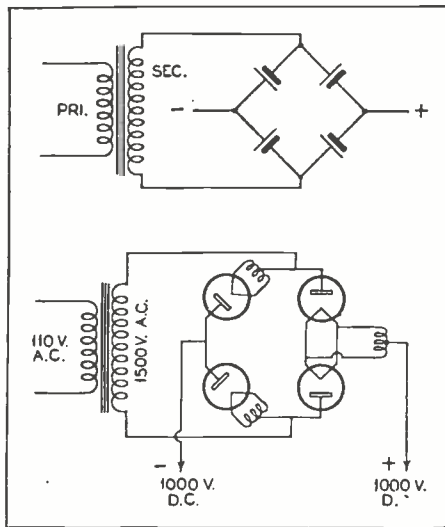 SEC.
PRI.
-
+
110 V.
A.C.
1500 V. A.C.
-
1000 V.
D.C.
+
1000 V.
D.